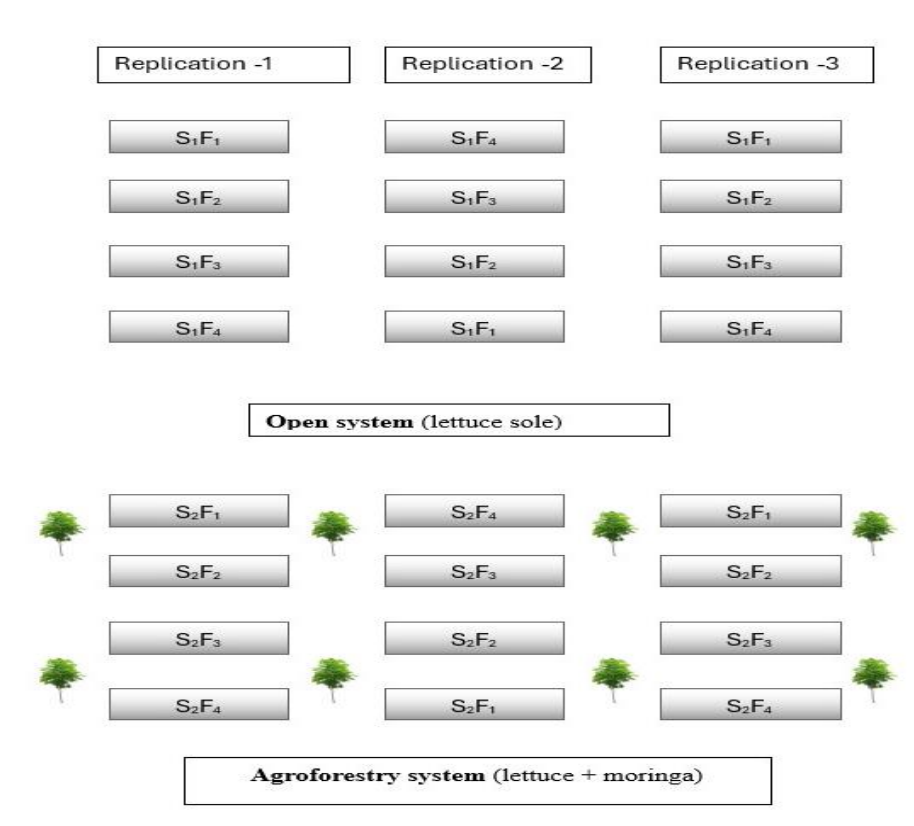 Replication -1 Replication -2 Replication -3
S₁F₁ S₁F₄ S₁F₁
S₁F₂ S₁F₃ S₁F₂
S₁F₃ S₁F₂ S₁F₃
S₁F₄ S₁F₁ S₁F₄
Open system (lettuce sole)
S₂F₁ S₂F₄ S₂F₁
S₂F₂ S₂F₃ S₂F₂
S₂F₃ S₂F₂ S₂F₃
S₂F₄ S₂F₁ S₂F₄
Agroforestry system (lettuce + moringa)